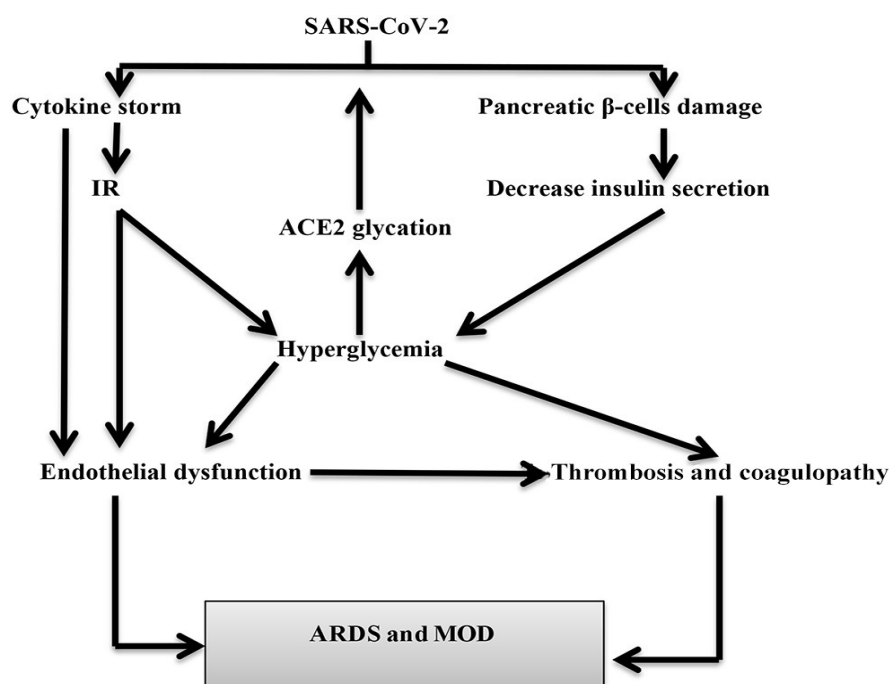 SARS-CoV-2
Cytokine storm
Pancreatic β-cells damage
IR
Decrease insulin secretion
ACE2 glycation
Hyperglycemia
Endothelial dysfunction
Thrombosis and coagulopathy
ARDS and MOD